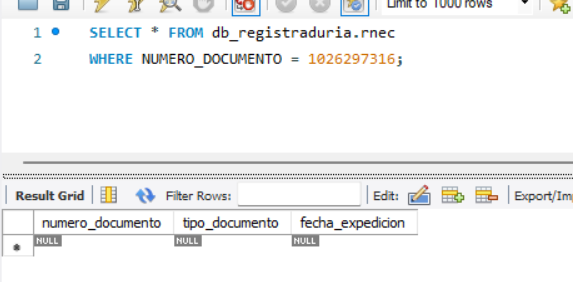 Limit to 1000 rows
1 SELECT * FROM db_registraduria.rnec
2 WHERE NUMERO_DOCUMENTO = 1026297316;
Result Grid Filter Rows: Edit: Export/Im
numero_documento tipo_documento fecha_expedicion
* NULL NULL NULL